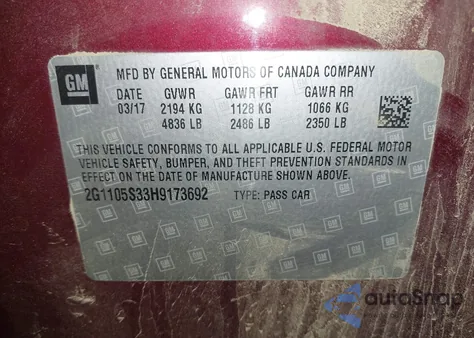 GM
MFD BY GENERAL MOTORS OF CANADA COMPANY
DATE GVWR GAWR FRT GAWR RR
03/17 2194 KG 1128 KG 1066 KG
4836 LB 2486 LB 2350 LB
THIS VEHICLE CONFORMS TO ALL APPLICABLE U.S. FEDERAL MOTOR
VEHICLE SAFETY, BUMPER, AND THEFT PREVENTION STANDARDS IN
EFFECT ON THE DATE OF MANUFACTURE SHOWN ABOVE.
2G1105S33H9173692 TYPE: PASS CAR
autoSnap